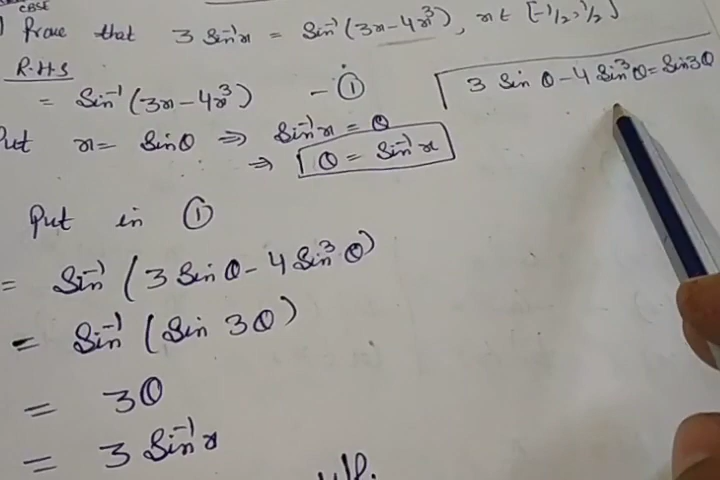 CBSE
) Prove that 3 Sin⁻¹x = Sin⁻¹(3x-4x³), x ∈ [-1/2, 1/2]
R.H.S
= Sin⁻¹(3x-4x³) - ①
3 Sin θ-4 Sin³θ=Sin3θ
Put x= Sinθ ⇒ Sin⁻¹x = θ
⇒ θ = Sin⁻¹x
Put in ①
= Sin⁻¹(3 Sin θ-4 Sin³ θ)
= Sin⁻¹(Sin 3θ)
= 3θ
= 3 Sin⁻¹x